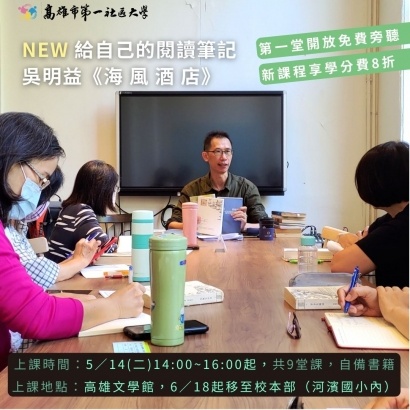 高雄市第一社區大學
NEW 給自己的閱讀筆記
吳明益《海風酒店》
第一堂開放免費旁聽
新課程享學分費8折
上課時間：5／14(二)14:00~16:00起，共9堂課，自備書籍
上課地點：高雄文學館，6／18起移至校本部（河濱國小內）